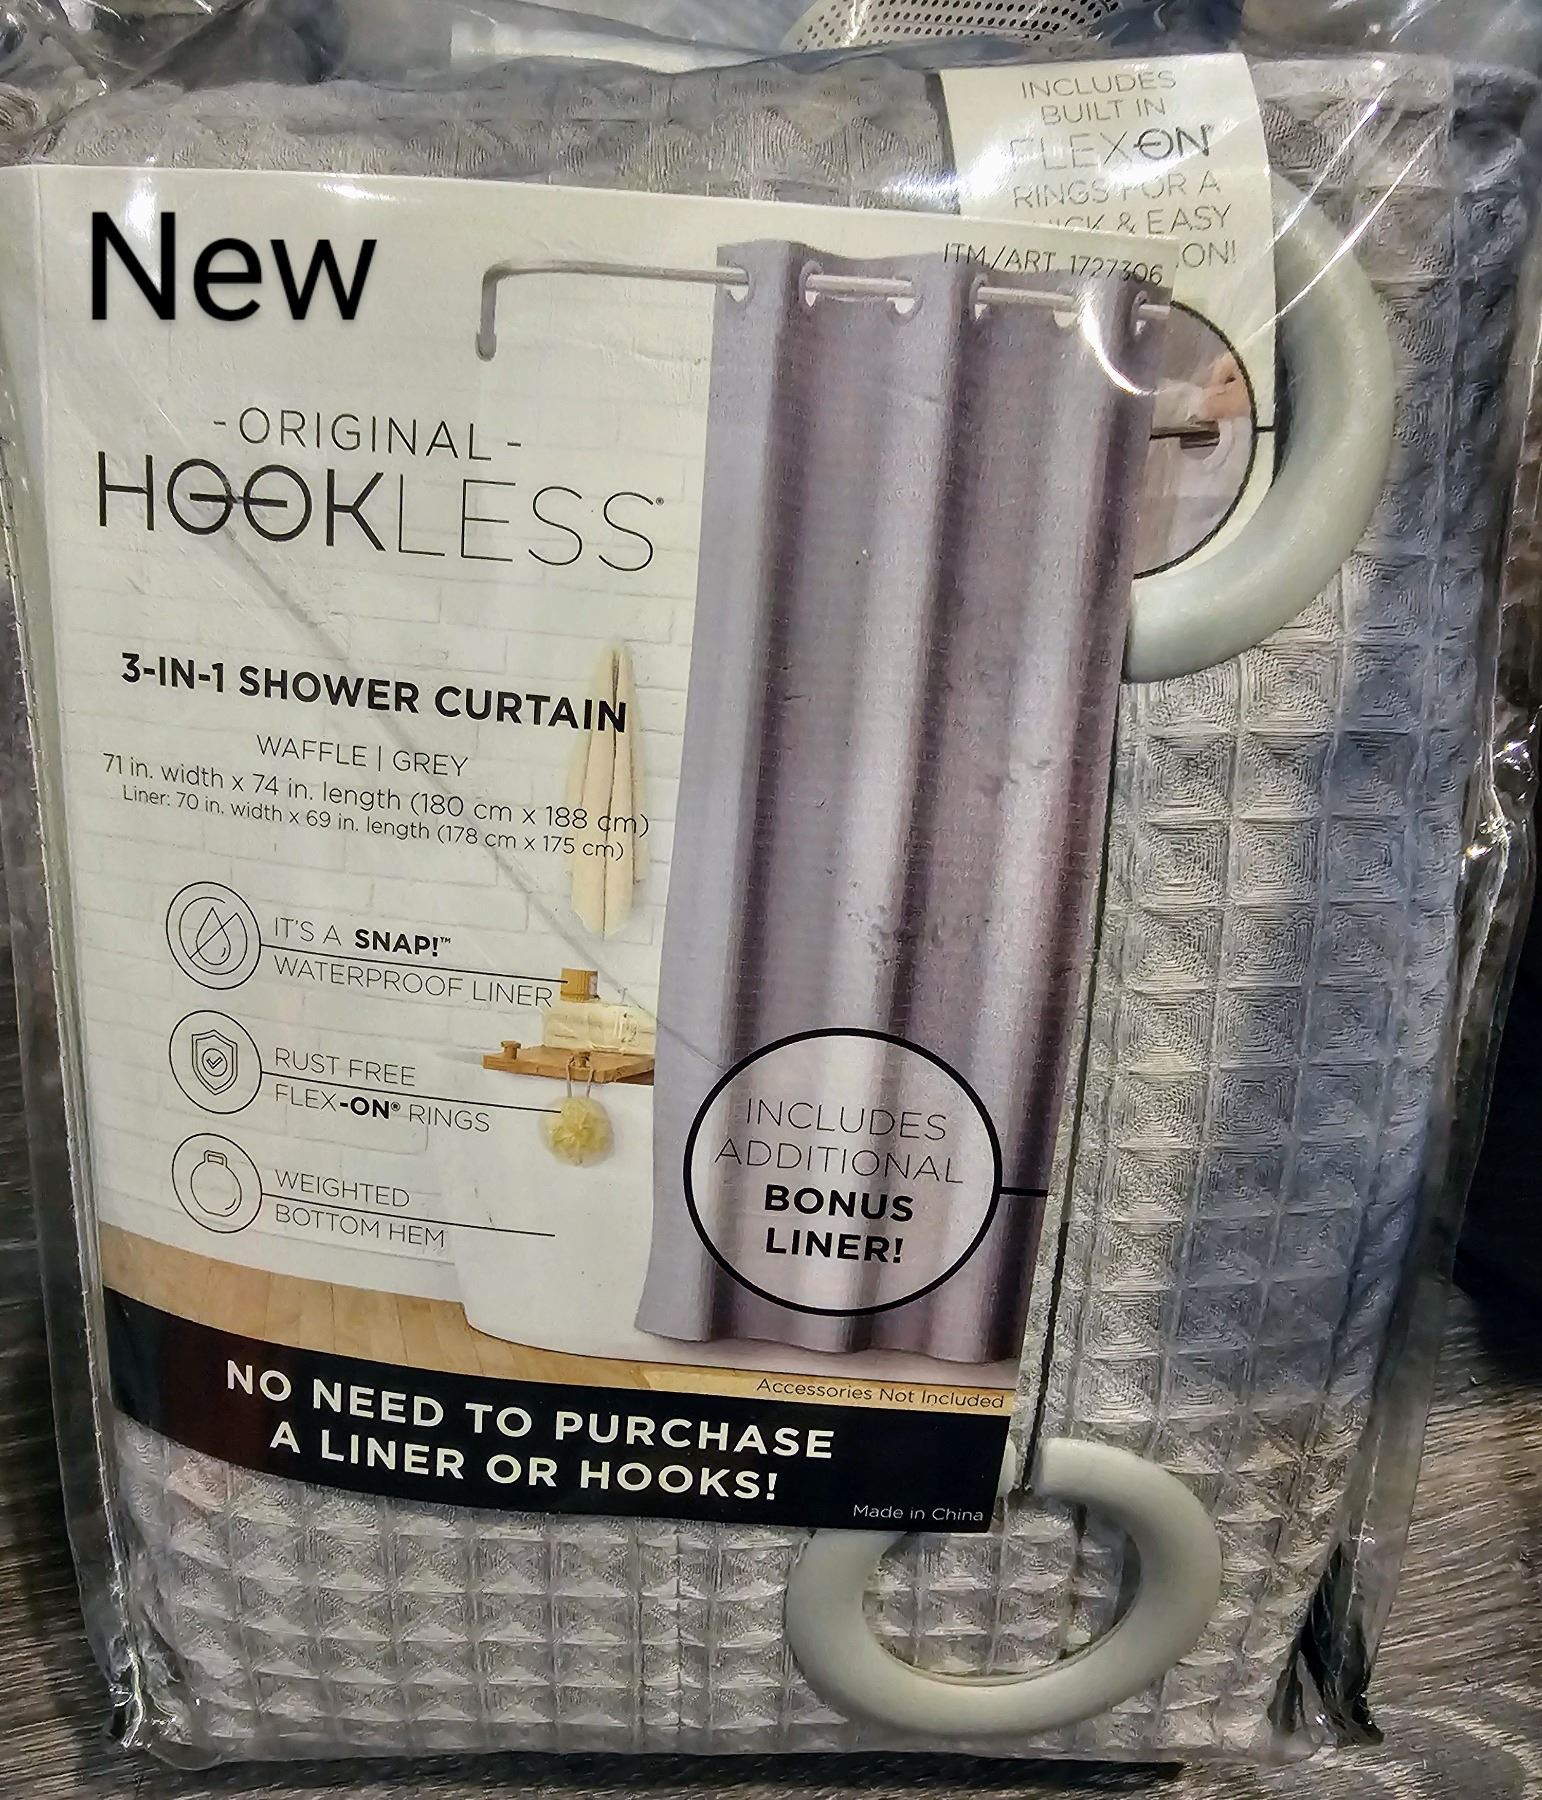 New
INCLUDES
BUILT IN
FLEXON
RINGS FOR A
& EASY
ON!
ITM./ART. 1727306
-ORIGINAL-
HOOKLESS®
3-IN-1 SHOWER CURTAIN
WAFFLE | GREY
71 in. width x 74 in. length (180 cm x 188 cm)
Liner: 70 in. width x 69 in. length (178 cm x 175 cm)
IT'S A SNAP!™
WATERPROOF LINER
RUST FREE
FLEX-ON® RINGS
WEIGHTED
BOTTOM HEM
INCLUDES
ADDITIONAL
BONUS
LINER!
Accessories Not Included
NO NEED TO PURCHASE
A LINER OR HOOKS!
Made in China